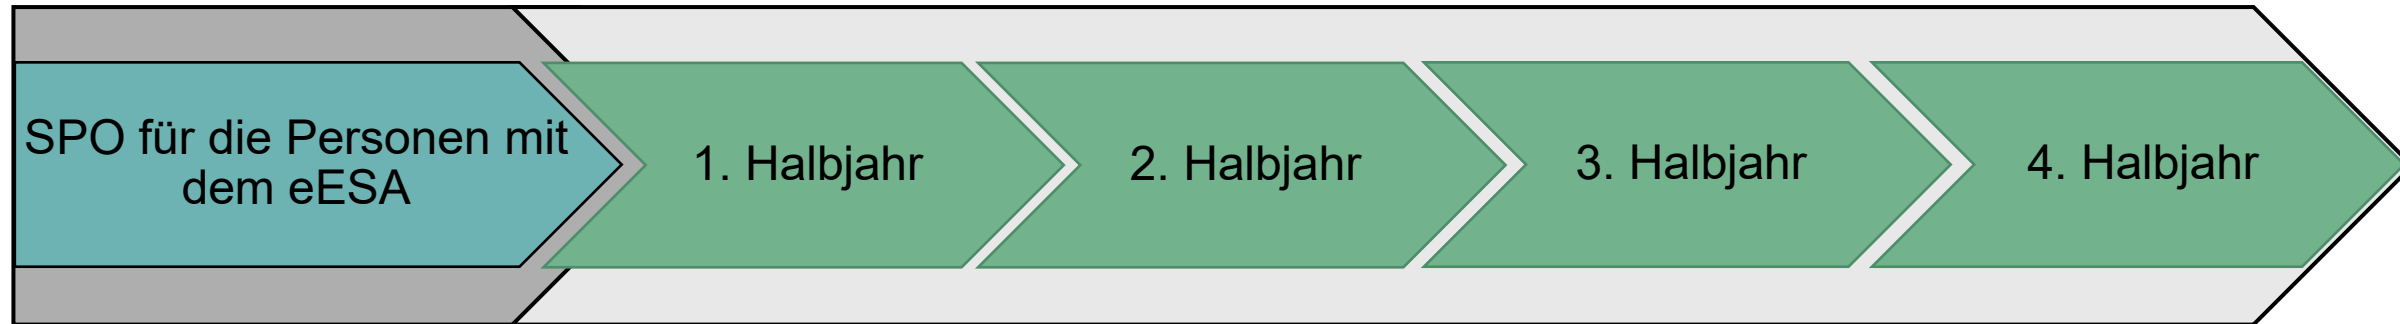 SPO für die Personen mit
dem eESA
1. Halbjahr
2. Halbjahr
3. Halbjahr
4. Halbjahr